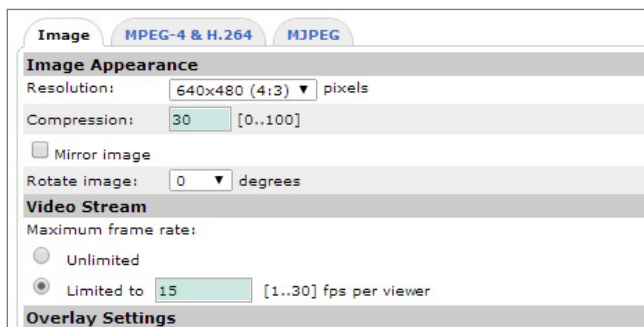 Image MPEG-4 & H.264 MJPEG
Image Appearance
Resolution: 640x480 (4:3) pixels
Compression: 30 [0..100]
Mirror image
Rotate image: 0 degrees
Video Stream
Maximum frame rate:
Unlimited
Limited to 15 [1..30] fps per viewer
Overlay Settings